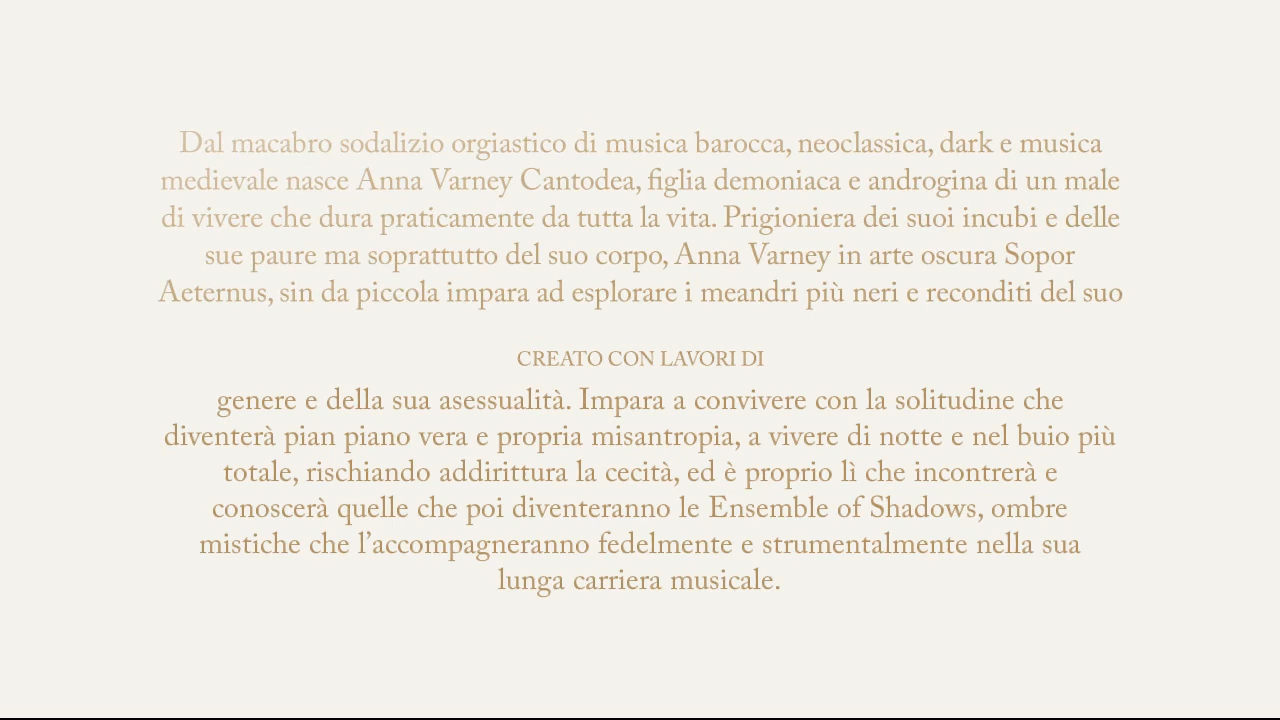 Dal macabro sodalizio orgiastico di musica barocca, neoclassica, dark e musica
medievale nasce Anna Varney Cantodea, figlia demoniaca e androgina di un male
di vivere che dura praticamente da tutta la vita. Prigioniera dei suoi incubi e delle
sue paure ma soprattutto del suo corpo, Anna Varney in arte oscura Sopor
Aeternus, sin da piccola impara ad esplorare i meandri più neri e reconditi del suo
CREATO CON LAVORI DI
genere e della sua asessualità. Impara a convivere con la solitudine che
diventerà pian piano vera e propria misantropia, a vivere di notte e nel buio più
totale, rischiando addirittura la cecità, ed è proprio lì che incontrerà e
conoscerà quelle che poi diventeranno le Ensemble of Shadows, ombre
mistiche che l’accompagneranno fedelmente e strumentalmente nella sua
lunga carriera musicale.